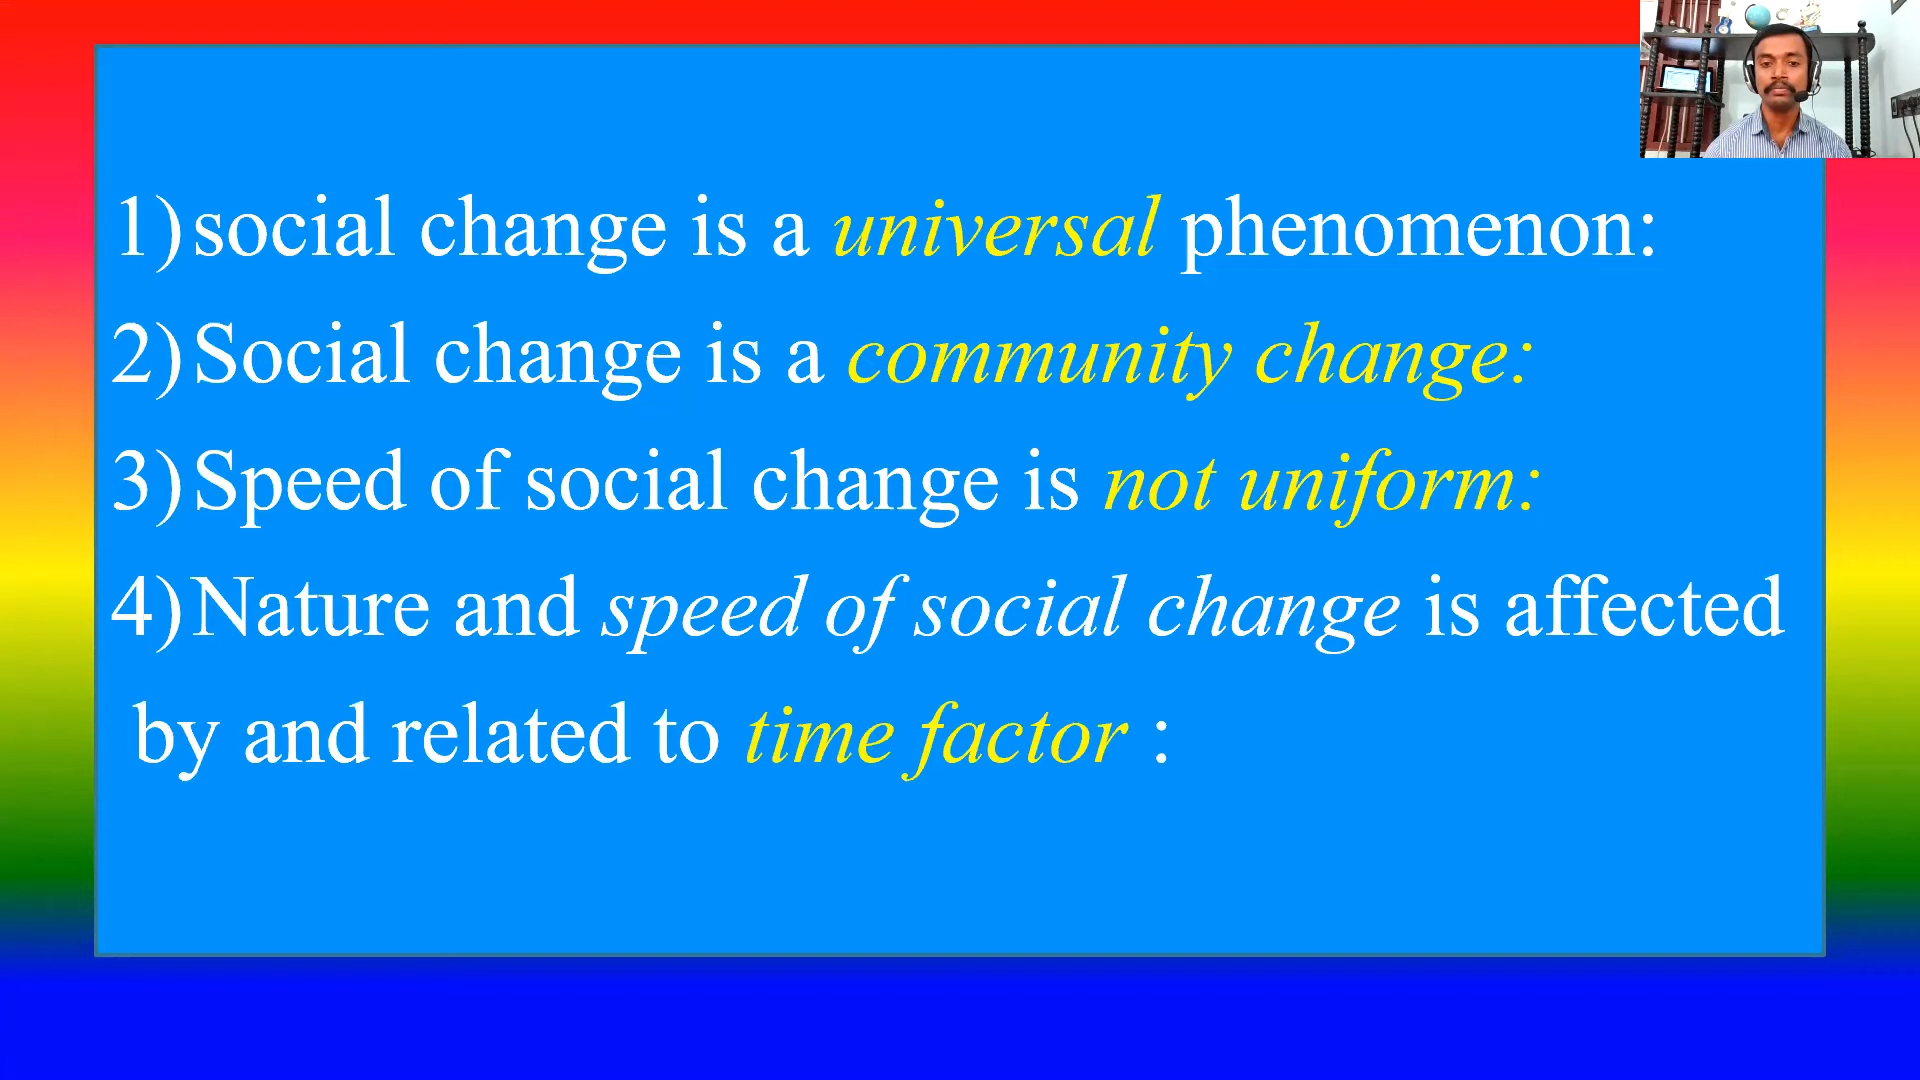 1) social change is a universal phenomenon:
2) Social change is a community change:
3) Speed of social change is not uniform:
4) Nature and speed of social change is affected
by and related to time factor :